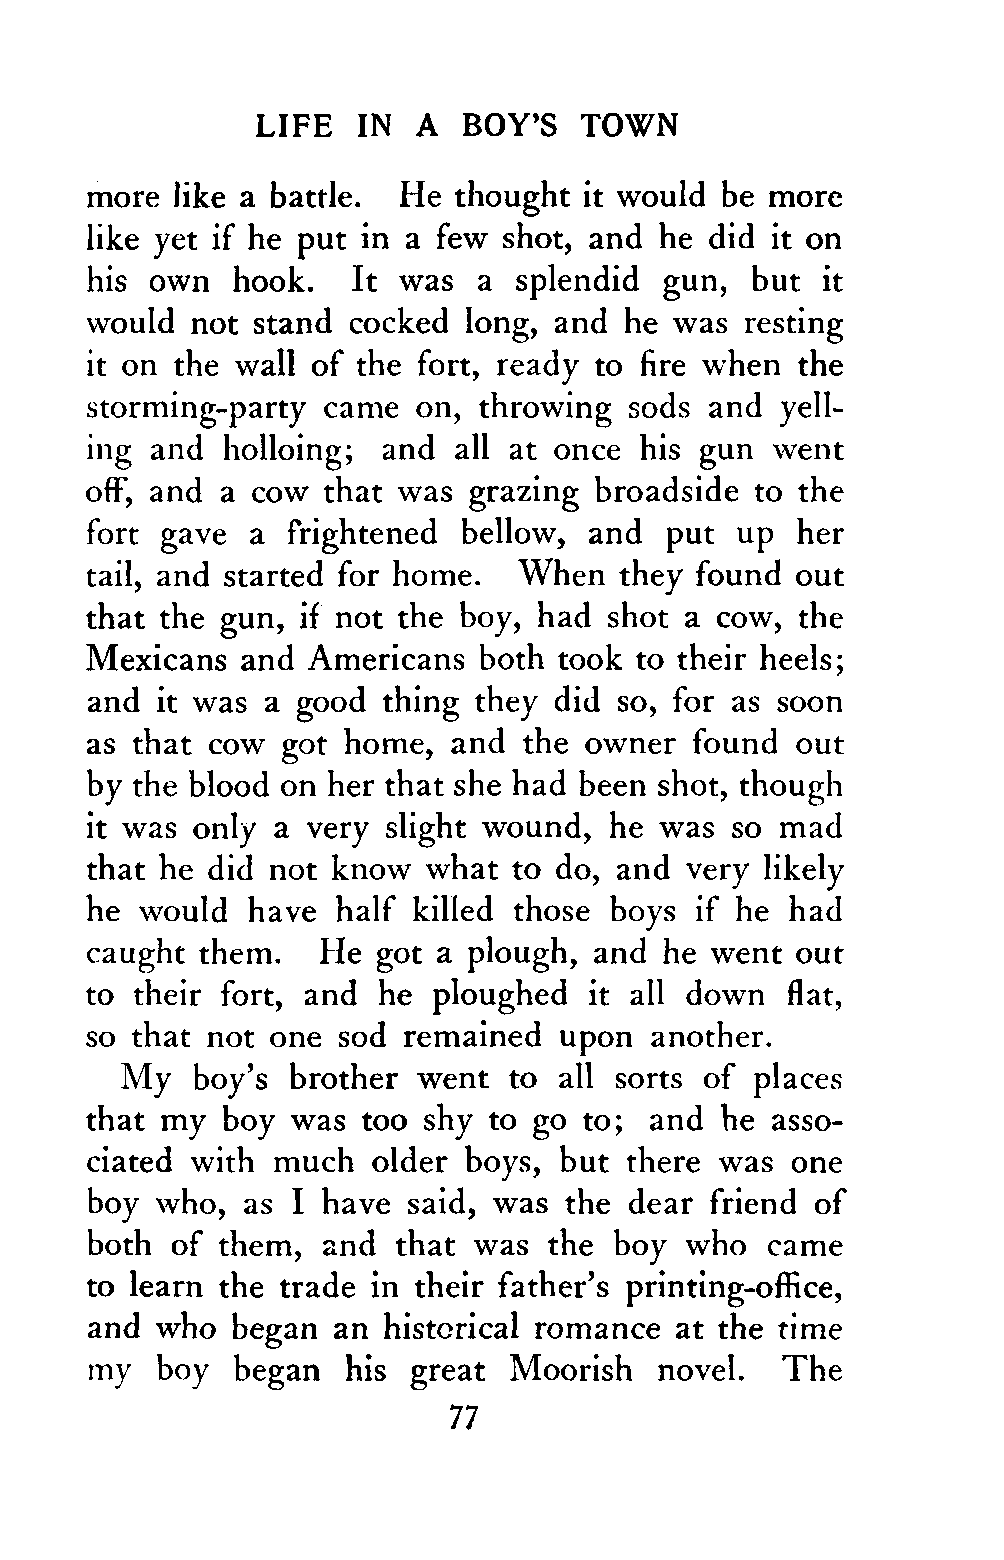 LIFE IN A BOY'S TOWN
more like a battle. He thought it would be more
like yet if he put in a few shot, and he did it on
his own hook. It was a splendid gun, but it
would not stand cocked long, and he was resting
it on the wall of the fort, ready to fire when the
storming-party came on, throwing sods and yell-
ing and holloing; and all at once his gun went
off, and a cow that was grazing broadside to the
fort gave a frightened bellow, and put up her
tail, and started for home. When they found out
that the gun, if not the boy, had shot a cow, the
Mexicans and Americans both took to their heels;
and it was a good thing they did so, for as soon
as that cow got home, and the owner found out
by the blood on her that she had been shot, though
it was only a very slight wound, he was so mad
that he did not know what to do, and very likely
he would have half killed those boys if he had
caught them. He got a plough, and he went out
to their fort, and he ploughed it all down flat,
so that not one sod remained upon another.
My boy's brother went to all sorts of places
that my boy was too shy to go to; and he asso-
ciated with much older boys, but there was one
boy who, as I have said, was the dear friend of
both of them, and that was the boy who came
to learn the trade in their father's printing-office,
and who began an historical romance at the time
my boy began his great Moorish novel. The
77